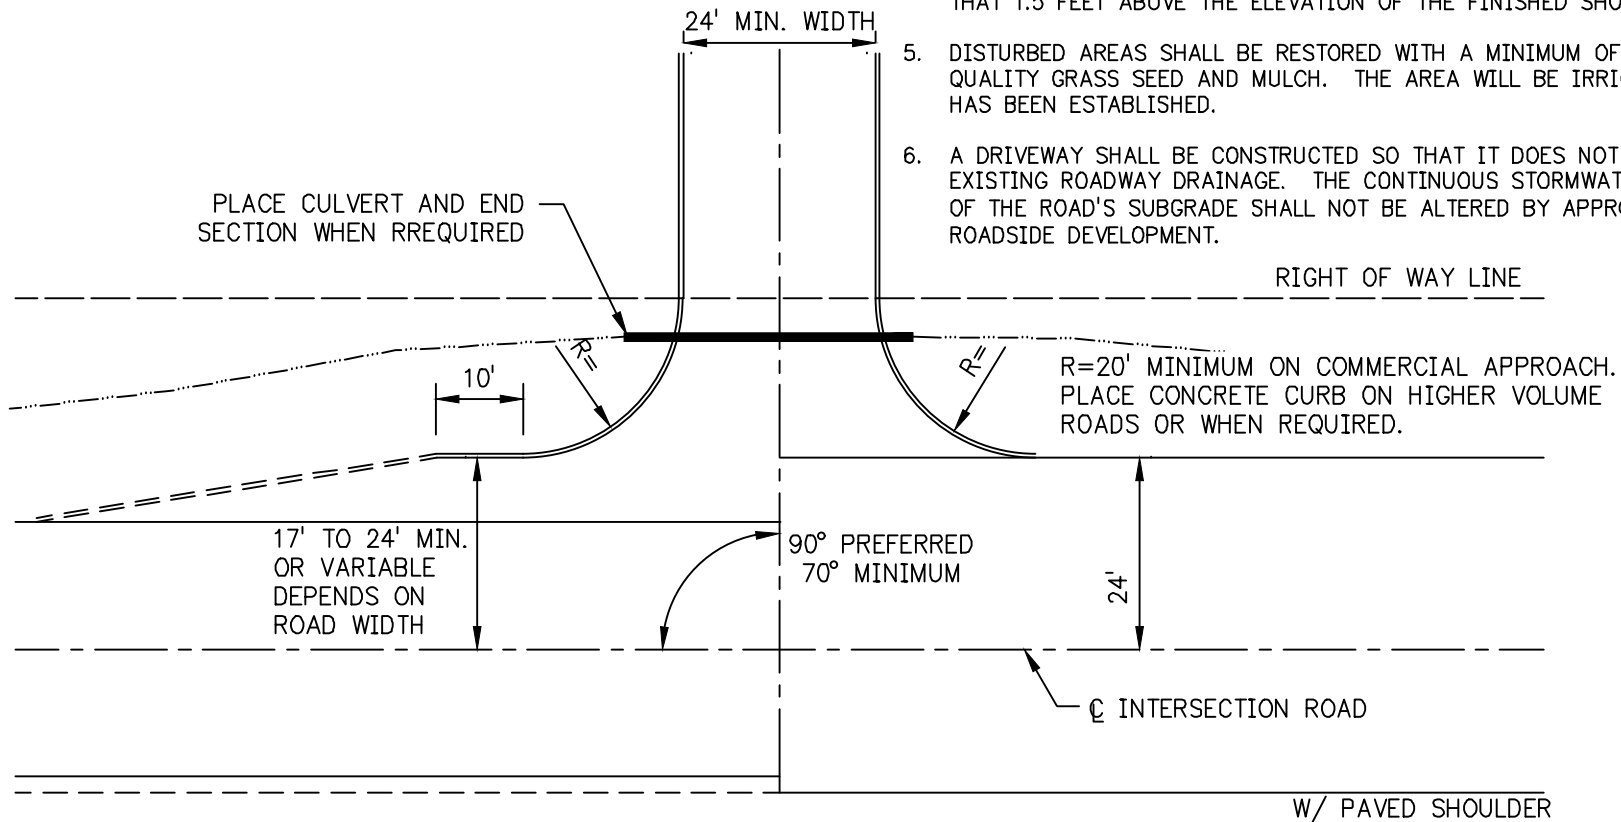 THAT 1.5 FEET ABOVE THE ELEVATION OF THE FINISHED
24' MIN. WIDTH
5. DISTURBED AREAS SHALL BE RESTORED WITH A MINIMUM OF
QUALITY GRASS SEED AND MULCH. THE AREA WILL BE
HAS BEEN ESTABLISHED.
6. A DRIVEWAY SHALL BE CONSTRUCTED SO THAT IT DOES NOT
EXISTING ROADWAY DRAINAGE. THE CONTINUOUS
OF THE ROAD'S SUBGRADE SHALL NOT BE ALTERED BY
ROADSIDE DEVELOPMENT.
PLACE CULVERT AND END
SECTION WHEN RREQUIRED
RIGHT OF WAY LINE
R=
R=
10'
R=20' MINIMUM ON COMMERCIAL APPROACH.
PLACE CONCRETE CURB ON HIGHER VOLUME
ROADS OR WHEN REQUIRED.
17' TO 24' MIN.
OR VARIABLE
DEPENDS ON
ROAD WIDTH
90° PREFERRED
70° MINIMUM
24'
℄ INTERSECTION ROAD
W/ PAVED SHOULDER